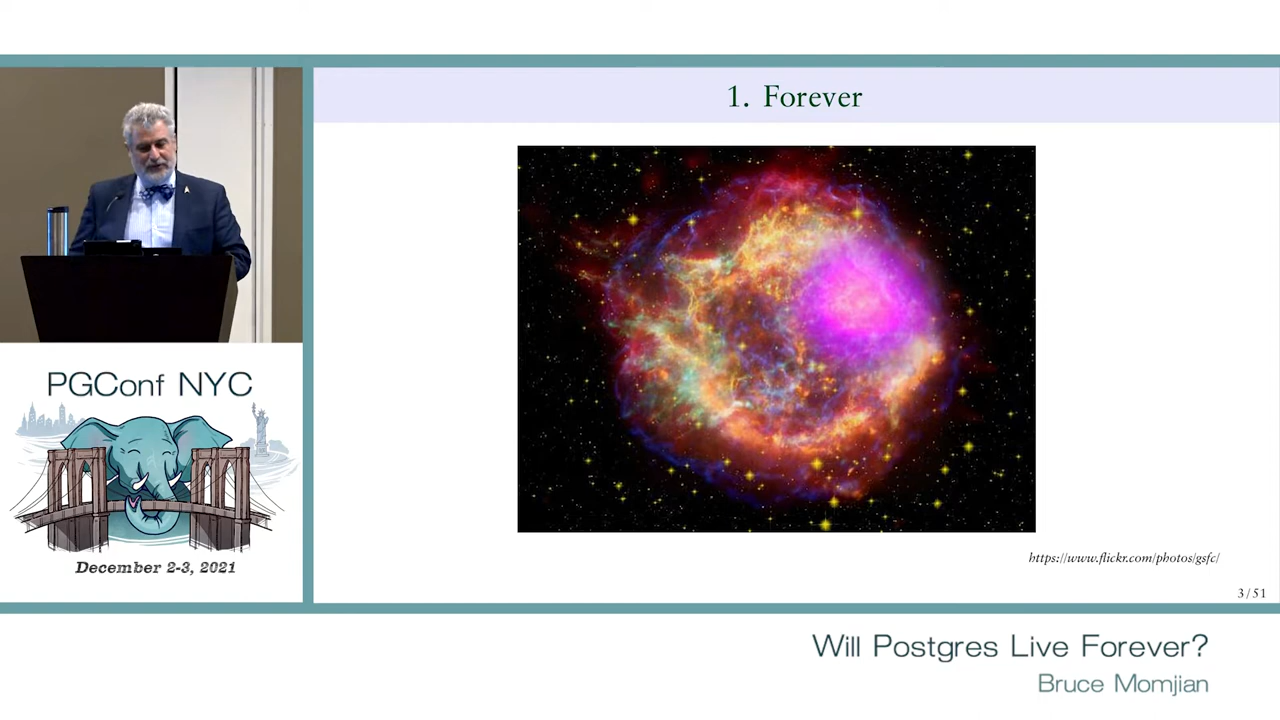 1. Forever
https://www.flickr.com/photos/gsfc/
3 / 51
PGConf NYC
December 2-3, 2021
Will Postgres Live Forever?
Bruce Momjian